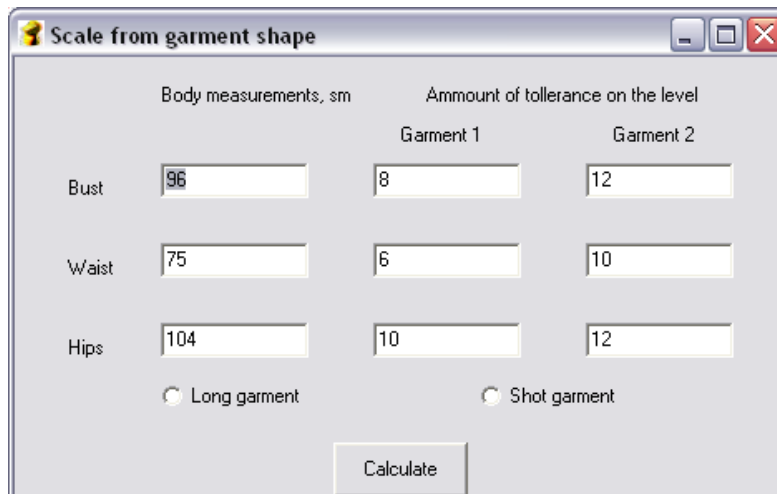 Scale from garment shape
Body measurements, sm Ammount of tollerance on the level
Garment 1 Garment 2
Bust 96 8 12
Waist 75 6 10
Hips 104 10 12
Long garment Shot garment
Calculate